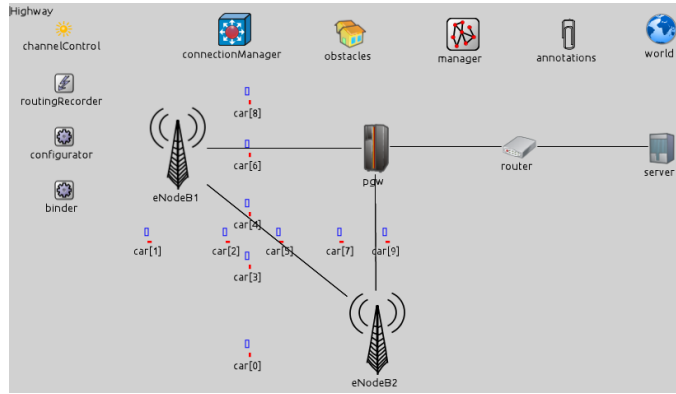 Highway
channelControl
connectionManager
obstacles
manager
annotations
world
routingRecorder
car[8]
configurator
car[6]
pgw
router
server
eNodeB1
binder
car[4]
car[1]
car[2]
car[5]
car[7]
car[9]
car[3]
car[0]
eNodeB2